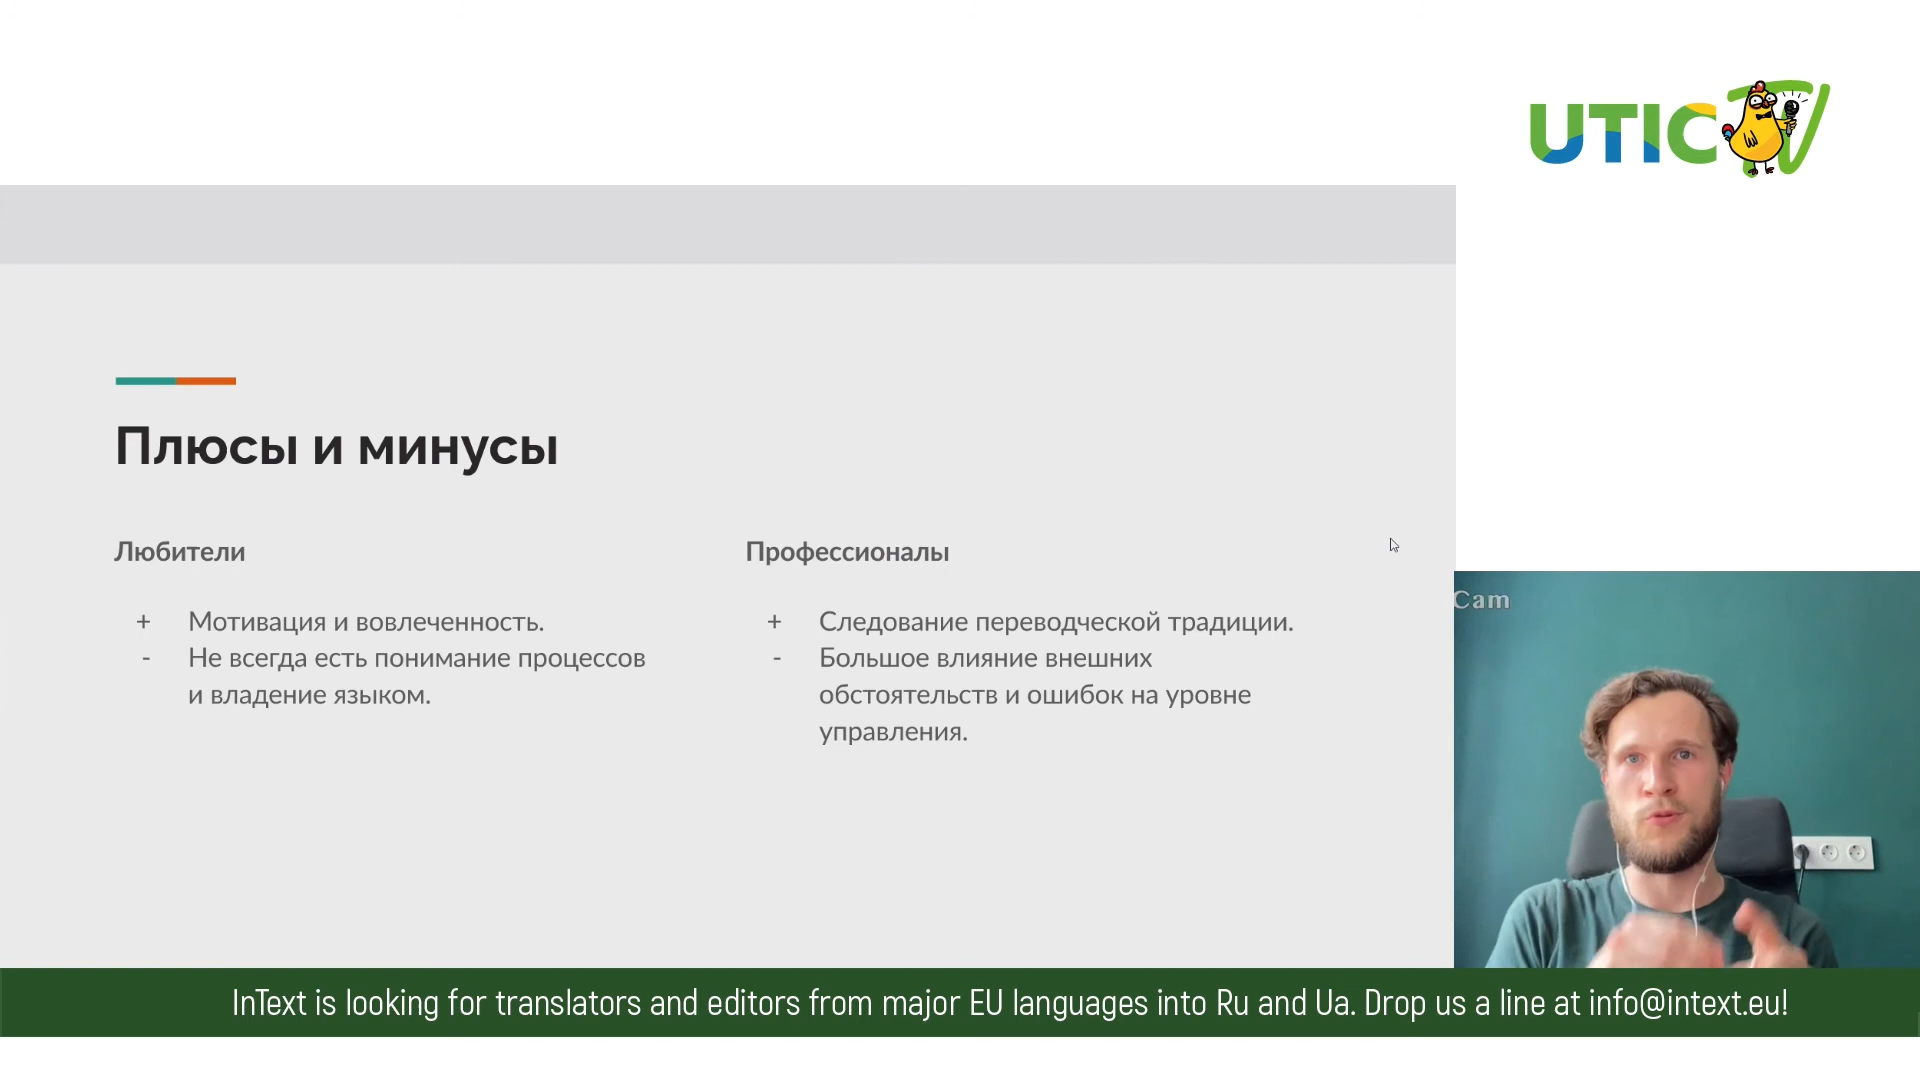 UTIC TV
Плюсы и минусы
Любители
+ Мотивация и вовлеченность.
- Не всегда есть понимание процессов
и владение языком.
Профессионалы
+ Следование переводческой традиции.
- Большое влияние внешних
обстоятельств и ошибок на уровне
управления.
Cam
InText is looking for translators and editors from major EU languages into Ru and Ua. Drop us a line at info@intext.eu!